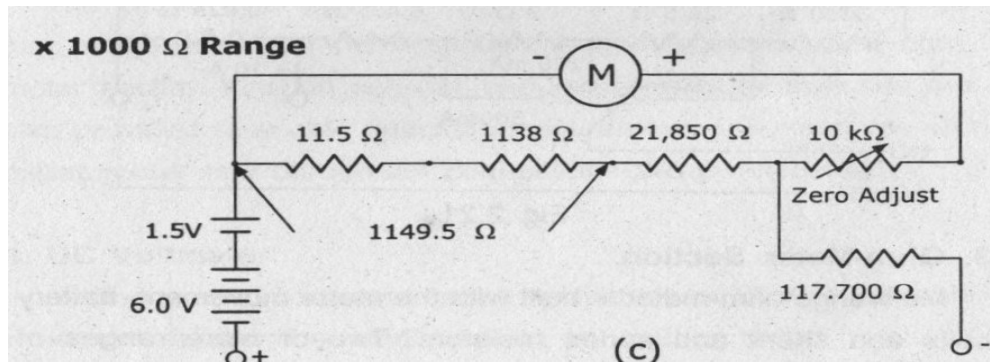 x 1000 Ω Range
- M +
11.5 Ω 1138 Ω 21,850 Ω 10 kΩ
Zero Adjust
1.5V 1149.5 Ω
6.0 V 117,700 Ω
+ (c) -